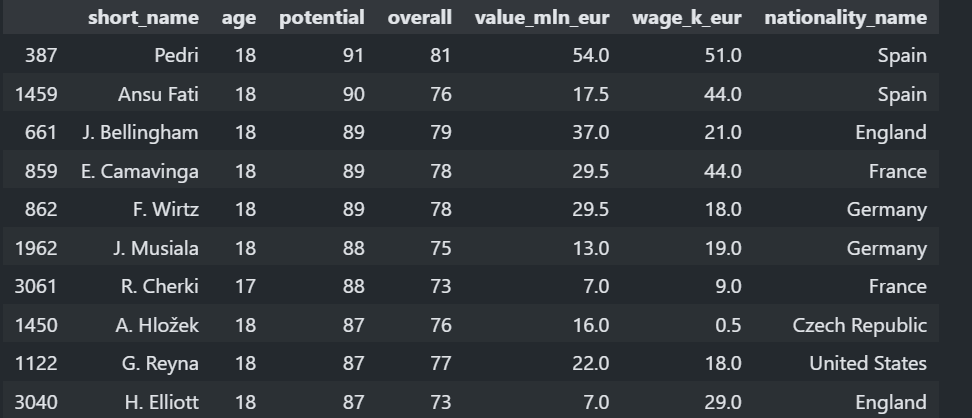 short_name age potential overall value_mln_eur wage_k_eur nationality_name
387 Pedri 18 91 81 54.0 51.0 Spain
1459 Ansu Fati 18 90 76 17.5 44.0 Spain
661 J. Bellingham 18 89 79 37.0 21.0 England
859 E. Camavinga 18 89 78 29.5 44.0 France
862 F. Wirtz 18 89 78 29.5 18.0 Germany
1962 J. Musiala 18 88 75 13.0 19.0 Germany
3061 R. Cherki 17 88 73 7.0 9.0 France
1450 A. Hložek 18 87 76 16.0 0.5 Czech Republic
1122 G. Reyna 18 87 77 22.0 18.0 United States
3040 H. Elliott 18 87 73 7.0 29.0 England